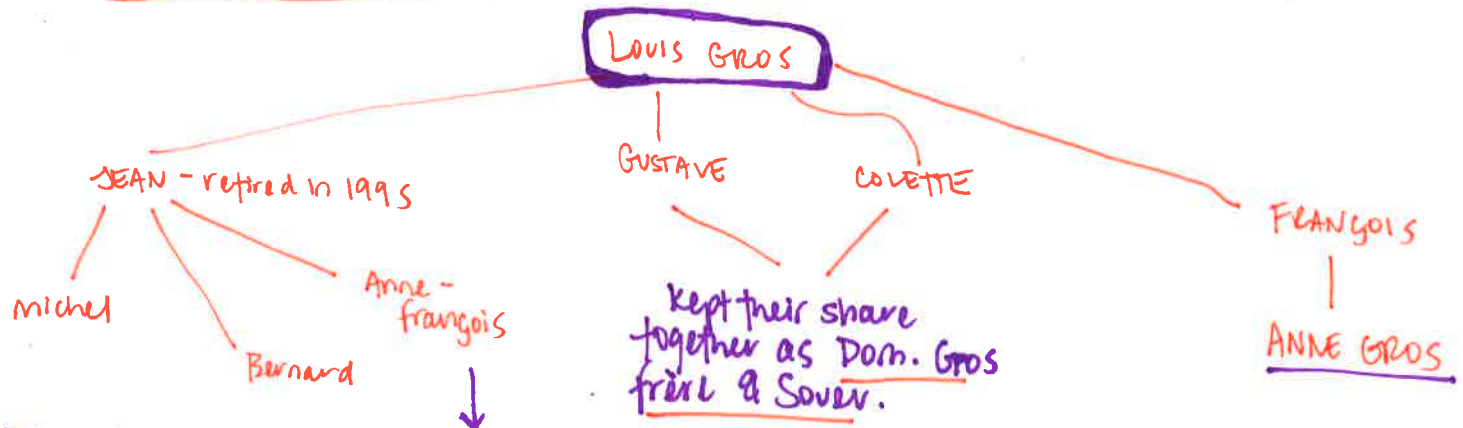 LOUIS GROS
JEAN - retired in 1995
GUSTAVE
COLETTE
FRANÇOIS
michel
Bernard
Anne-
françois
kept their share
together as Dom. Gros
frère & Souer.
ANNE GROS